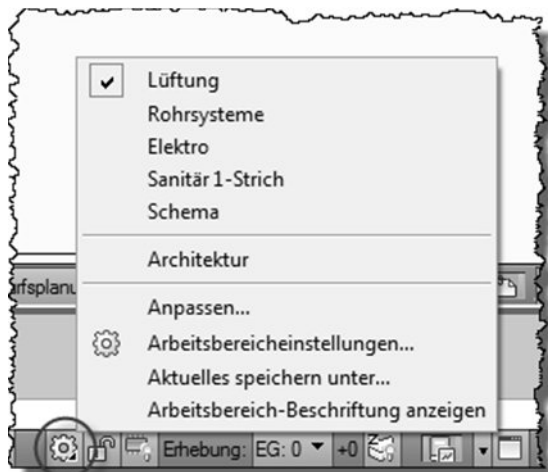 Lüftung
Rohrsysteme
Elektro
Sanitär 1-Strich
Schema
Architektur
rfsplanu
Anpassen...
Arbeitsbereicheinstellungen...
Aktuelles speichern unter...
Arbeitsbereich-Beschriftung anzeigen
Erhebung: EG: 0 +0